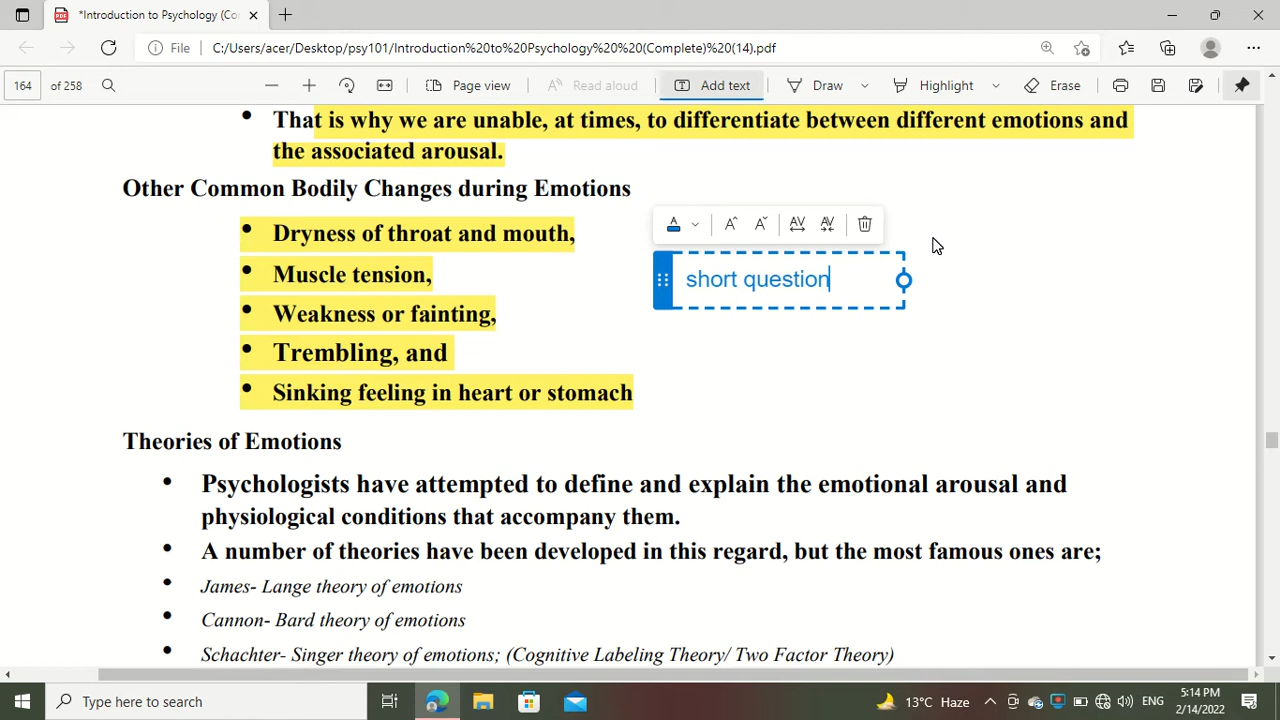 *Introduction to Psychology (Co
File C:/Users/acer/Desktop/psy101/Introduction%20to%20Psychology%20%20(Complete)%20(14).pdf
164 of 258 Page view Read aloud Add text Draw Highlight Erase
• That is why we are unable, at times, to differentiate between different emotions and
the associated arousal.
Other Common Bodily Changes during Emotions
• Dryness of throat and mouth,
short question
• Muscle tension,
• Weakness or fainting,
• Trembling, and
• Sinking feeling in heart or stomach
Theories of Emotions
• Psychologists have attempted to define and explain the emotional arousal and
physiological conditions that accompany them.
• A number of theories have been developed in this regard, but the most famous ones are;
• James- Lange theory of emotions
• Cannon- Bard theory of emotions
• Schachter- Singer theory of emotions; (Cognitive Labeling Theory/ Two Factor Theory)
Type here to search
13°C Haze
ENG
5:14 PM
2/14/2022